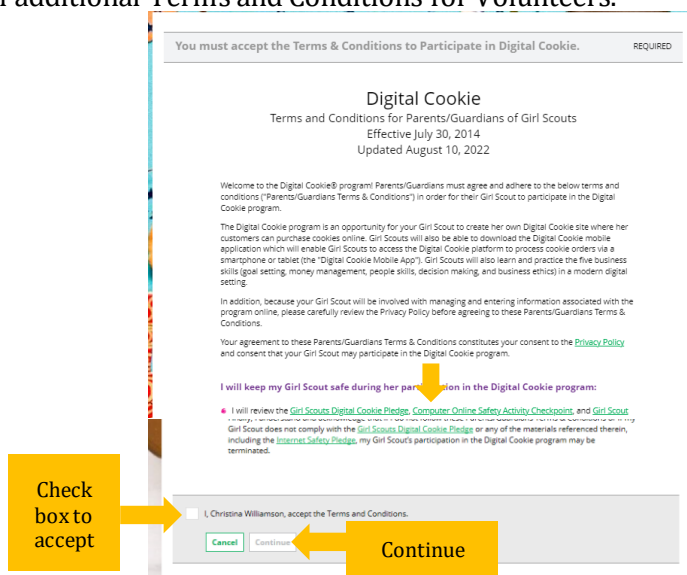 additional Terms and Conditions for Volunteers.
You must accept the Terms & Conditions to Participate in Digital Cookie. REQUIRED
Digital Cookie
Terms and Conditions for Parents/Guardians of Girl Scouts
Effective July 30, 2014
Updated August 10, 2022
Welcome to the Digital Cookie® program! Parents/Guardians must agree and adhere to the below terms and
conditions ("Parents/Guardians Terms & Conditions") in order for their Girl Scout to participate in the Digital
Cookie program.
The Digital Cookie program is an opportunity for your Girl Scout to create her own Digital Cookie site where her
customers can purchase cookies online. Girl Scouts will also be able to download the Digital Cookie mobile
application which will enable Girl Scouts to access the Digital Cookie platform to process cookie orders via a
smartphone or tablet (the "Digital Cookie Mobile App"). Girl Scouts will also learn and practice the five business
skills (goal setting, money management, people skills, decision making, and business ethics) in a modern digital
setting.
In addition, because your Girl Scout will be involved with managing and entering information associated with the
program online, please carefully review the Privacy Policy before agreeing to these Parents/Guardians Terms &
Conditions.
Your agreement to these Parents/Guardians Terms & Conditions constitutes your consent to the Privacy Policy
and consent that your Girl Scout may participate in the Digital Cookie program.
I will keep my Girl Scout safe during her in the Digital Cookie program:
I will review the Girl Scouts Digital Cookie Pledge, Computer Online Safety Activity Checkpoint, and Girl Scout
Girl Scout does not comply with the Girl Scouts Digital Cookie Pledge or any of the materials referenced therein,
including the Internet Safety Pledge, my Girl Scout's participation in the Digital Cookie program may be
terminated.
Check
box to
accept
I, Christina Williamson, accept the Terms and Conditions.
Cancel Continue
Continue